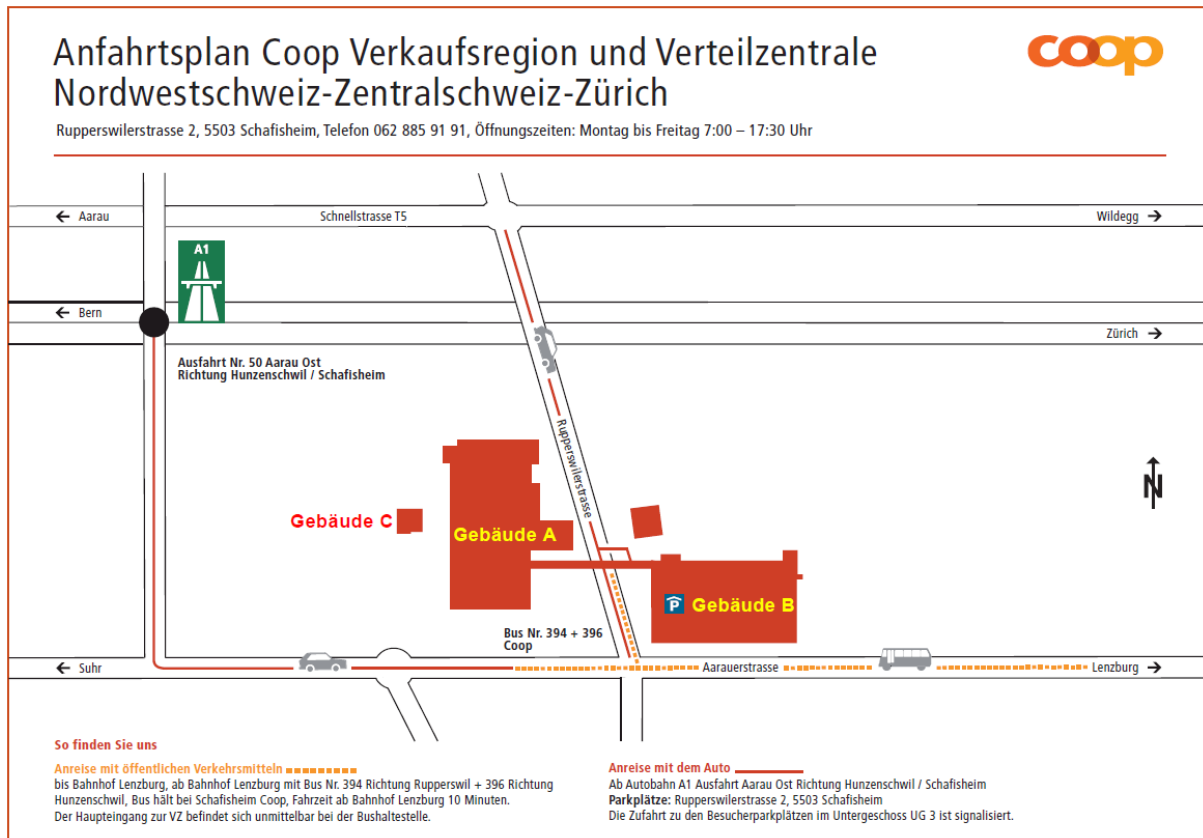 Anfahrtsplan Coop Verkaufsregion und Verteilzentrale
Nordwestschweiz-Zentralschweiz-Zürich
coop
Rupperswilerstrasse 2, 5503 Schafisheim, Telefon 062 885 91 91, Öffnungszeiten: Montag bis Freitag 7:00 – 17:30 Uhr
← Aarau
Schnellstrasse T5
Wildegg →
A1
← Bern
Zürich →
Ausfahrt Nr. 50 Aarau Ost
Richtung Hunzenschwil / Schafisheim
Rupperswilerstrasse
N
Gebäude C
Gebäude A
P
Gebäude B
Bus Nr. 394 + 396
Coop
← Suhr
Aarauerstrasse
Lenzburg →
So finden Sie uns
Anreise mit öffentlichen Verkehrsmitteln
bis Bahnhof Lenzburg, ab Bahnhof Lenzburg mit Bus Nr. 394 Richtung Rupperswil + 396 Richtung
Hunzenschwil, Bus hält bei Schafisheim Coop, Fahrzeit ab Bahnhof Lenzburg 10 Minuten.
Der Haupteingang zur VZ befindet sich unmittelbar bei der Bushaltestelle.
Anreise mit dem Auto
Ab Autobahn A1 Ausfahrt Aarau Ost Richtung Hunzenschwil / Schafisheim
Parkplätze: Rupperswilerstrasse 2, 5503 Schafisheim
Die Zufahrt zu den Besucherparkplätzen im Untergeschoss UG 3 ist signalisiert.